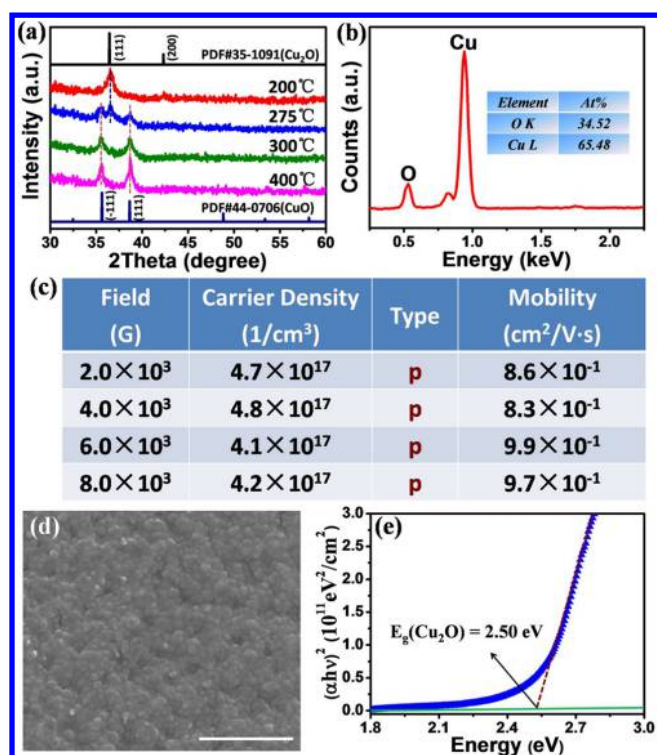 (a)
PDF#35-1091(Cu₂O)
(111)
(200)
200℃
275℃
300℃
400℃
PDF#44-0706(CuO)
(-111)
(111)
Intensity (a.u.)
30 35 40 45 50 55 60
2Theta (degree)
(b)
Cu
O
Element At%
O K 34.52
Cu L 65.48
Counts (a.u.)
0.5 1.0 1.5 2.0
Energy (keV)
(c)
Field Carrier Density Type Mobility
(G) (1/cm³) (cm²/V·s)
2.0×10³ 4.7×10¹⁷ p 8.6×10⁻¹
4.0×10³ 4.8×10¹⁷ p 8.3×10⁻¹
6.0×10³ 4.1×10¹⁷ p 9.9×10⁻¹
8.0×10³ 4.2×10¹⁷ p 9.7×10⁻¹
(d)
(e)
3.0
2.5
2.0
1.5
1.0
0.5
0.0
(αhν)² (10¹¹ eV²/cm²)
E₉(Cu₂O) = 2.50 eV
1.8 2.1 2.4 2.7 3.0
Energy (eV)